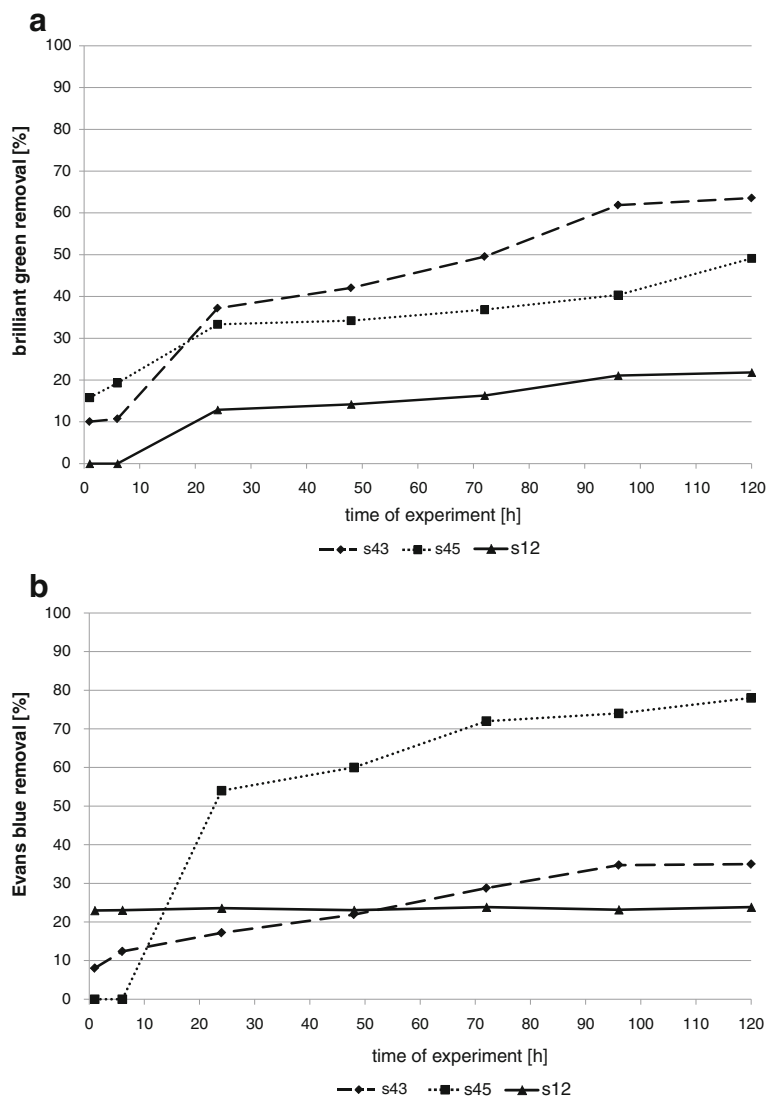 a
100
90
80
70
60
50
40
30
20
10
0
brilliant green removal [%]
0 10 20 30 40 50 60 70 80 90 100 110 120
time of experiment [h]
s43 s45 s12
b
100
90
80
70
60
50
40
30
20
10
0
Evans blue removal [%]
0 10 20 30 40 50 60 70 80 90 100 110 120
time of experiment [h]
s43 s45 s12